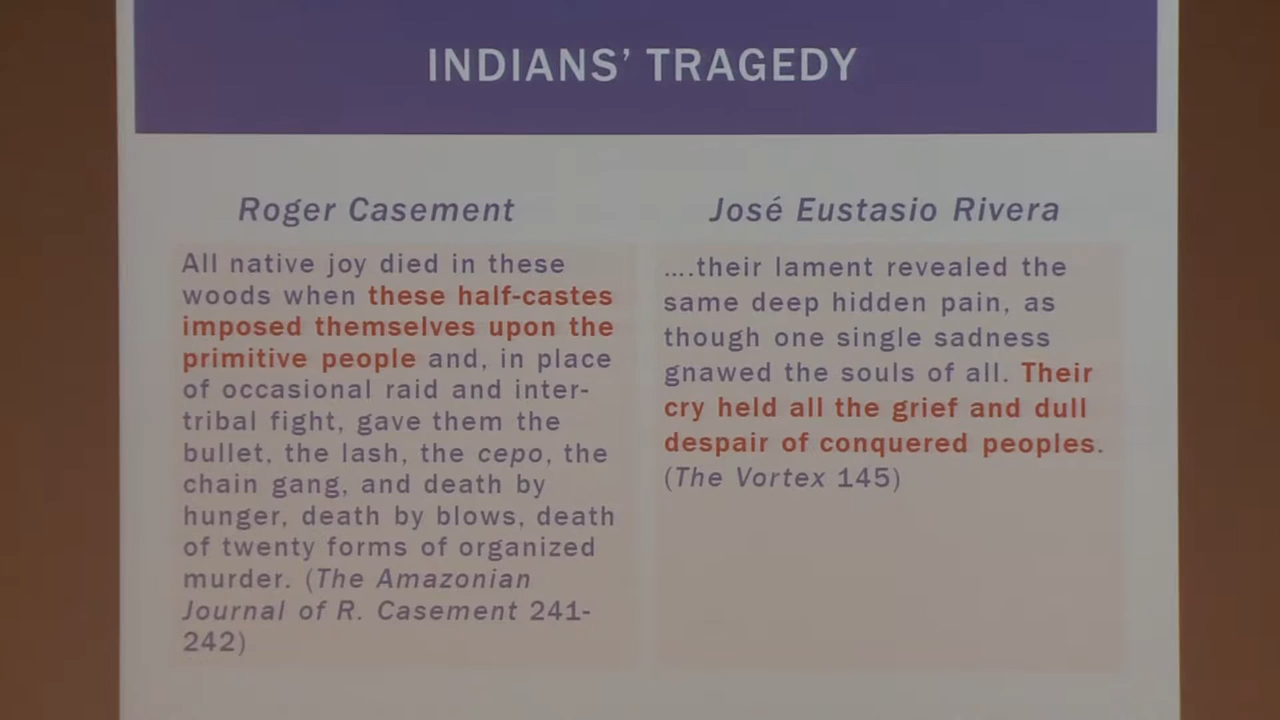 INDIANS’ TRAGEDY
Roger Casement
All native joy died in these
woods when these half-castes
imposed themselves upon the
primitive people and, in place
of occasional raid and inter-
tribal fight, gave them the
bullet, the lash, the cepo, the
chain gang, and death by
hunger, death by blows, death
of twenty forms of organized
murder. (The Amazonian
Journal of R. Casement 241-
242)
José Eustasio Rivera
....their lament revealed the
same deep hidden pain, as
though one single sadness
gnawed the souls of all. Their
cry held all the grief and dull
despair of conquered peoples.
(The Vortex 145)